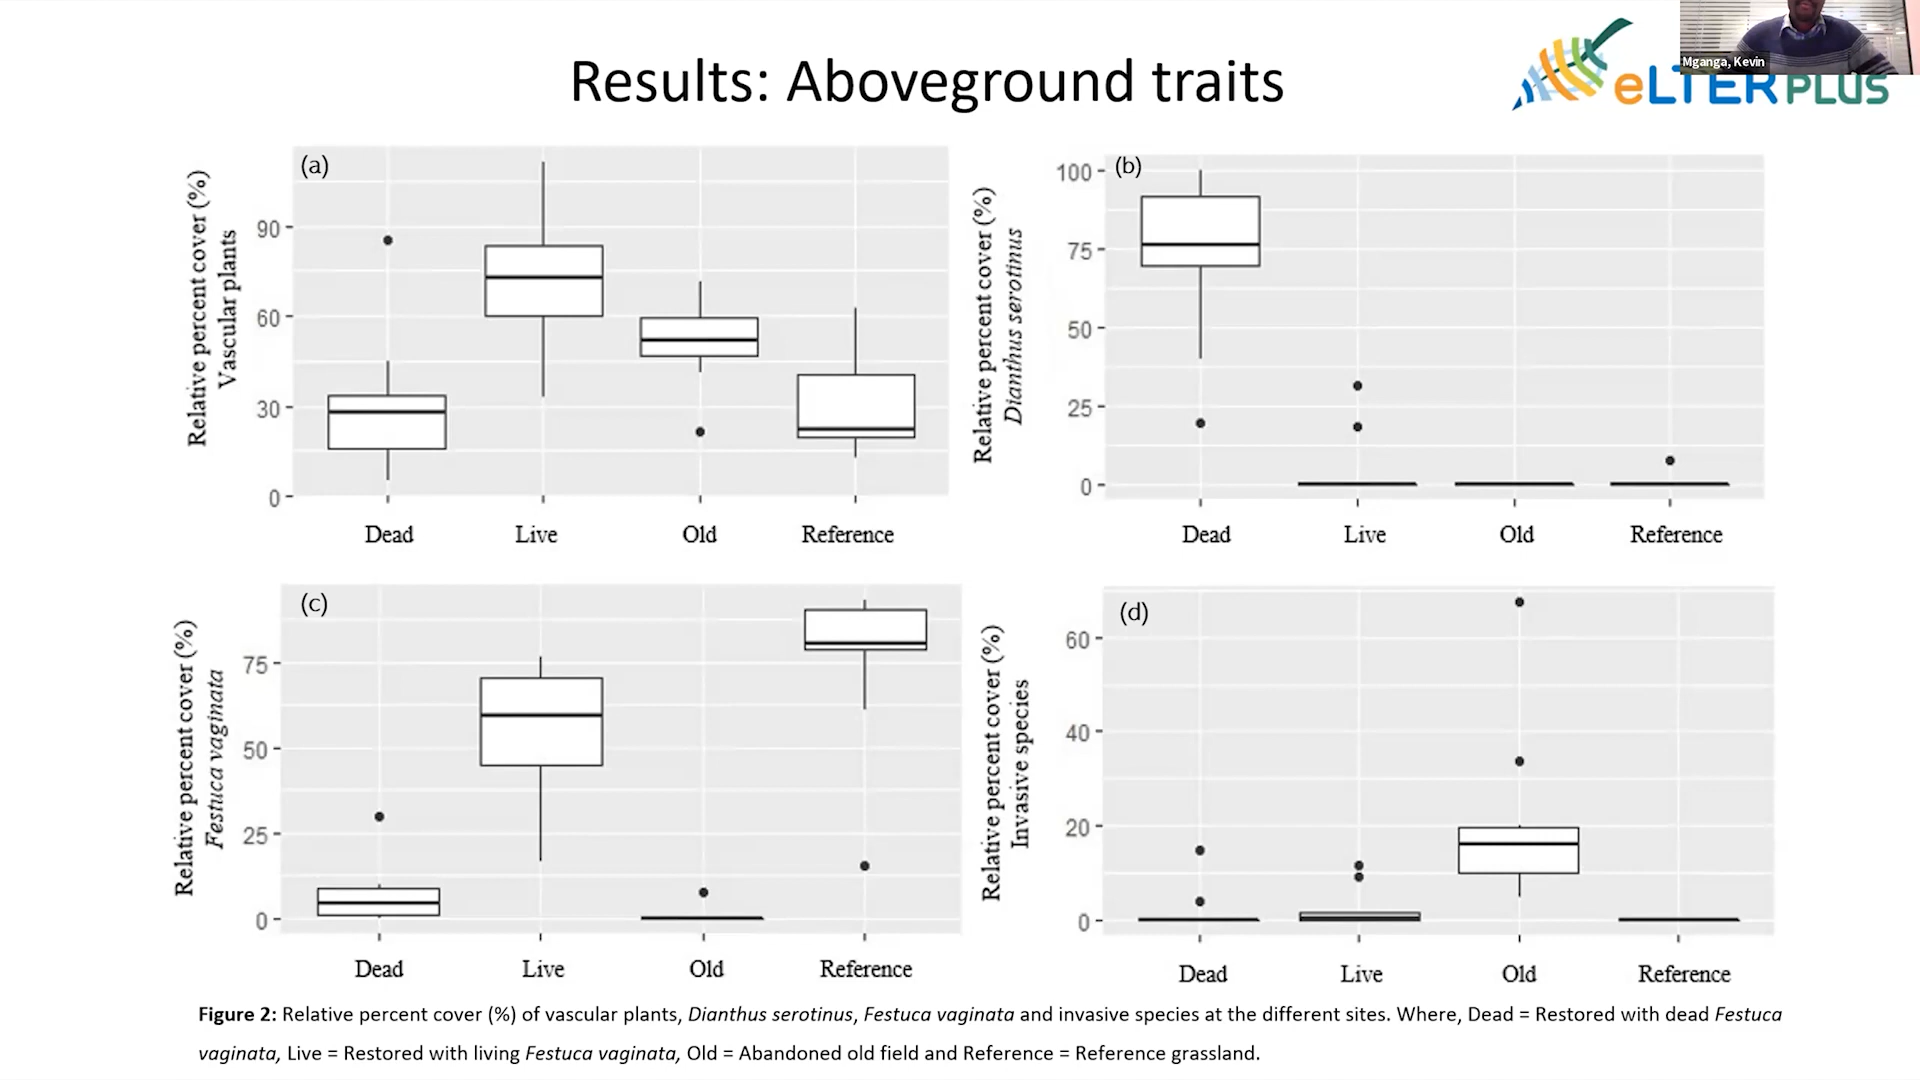 Results: Aboveground traits
Mganga, Kevin
eLTER PLUS
(a)
Relative percent cover (%)
Vascular plants
90
60
30
0
Dead Live Old Reference
(b)
Relative percent cover (%)
Dianthus serotinus
100
75
50
25
0
Dead Live Old Reference
(c)
Relative percent cover (%)
Festuca vaginata
75
50
25
0
Dead Live Old Reference
(d)
Relative percent cover (%)
Invasive species
60
40
20
0
Dead Live Old Reference
Figure 2: Relative percent cover (%) of vascular plants, Dianthus serotinus, Festuca vaginata and invasive species at the different sites. Where, Dead = Restored with dead Festuca
vaginata, Live = Restored with living Festuca vaginata, Old = Abandoned old field and Reference = Reference grassland.